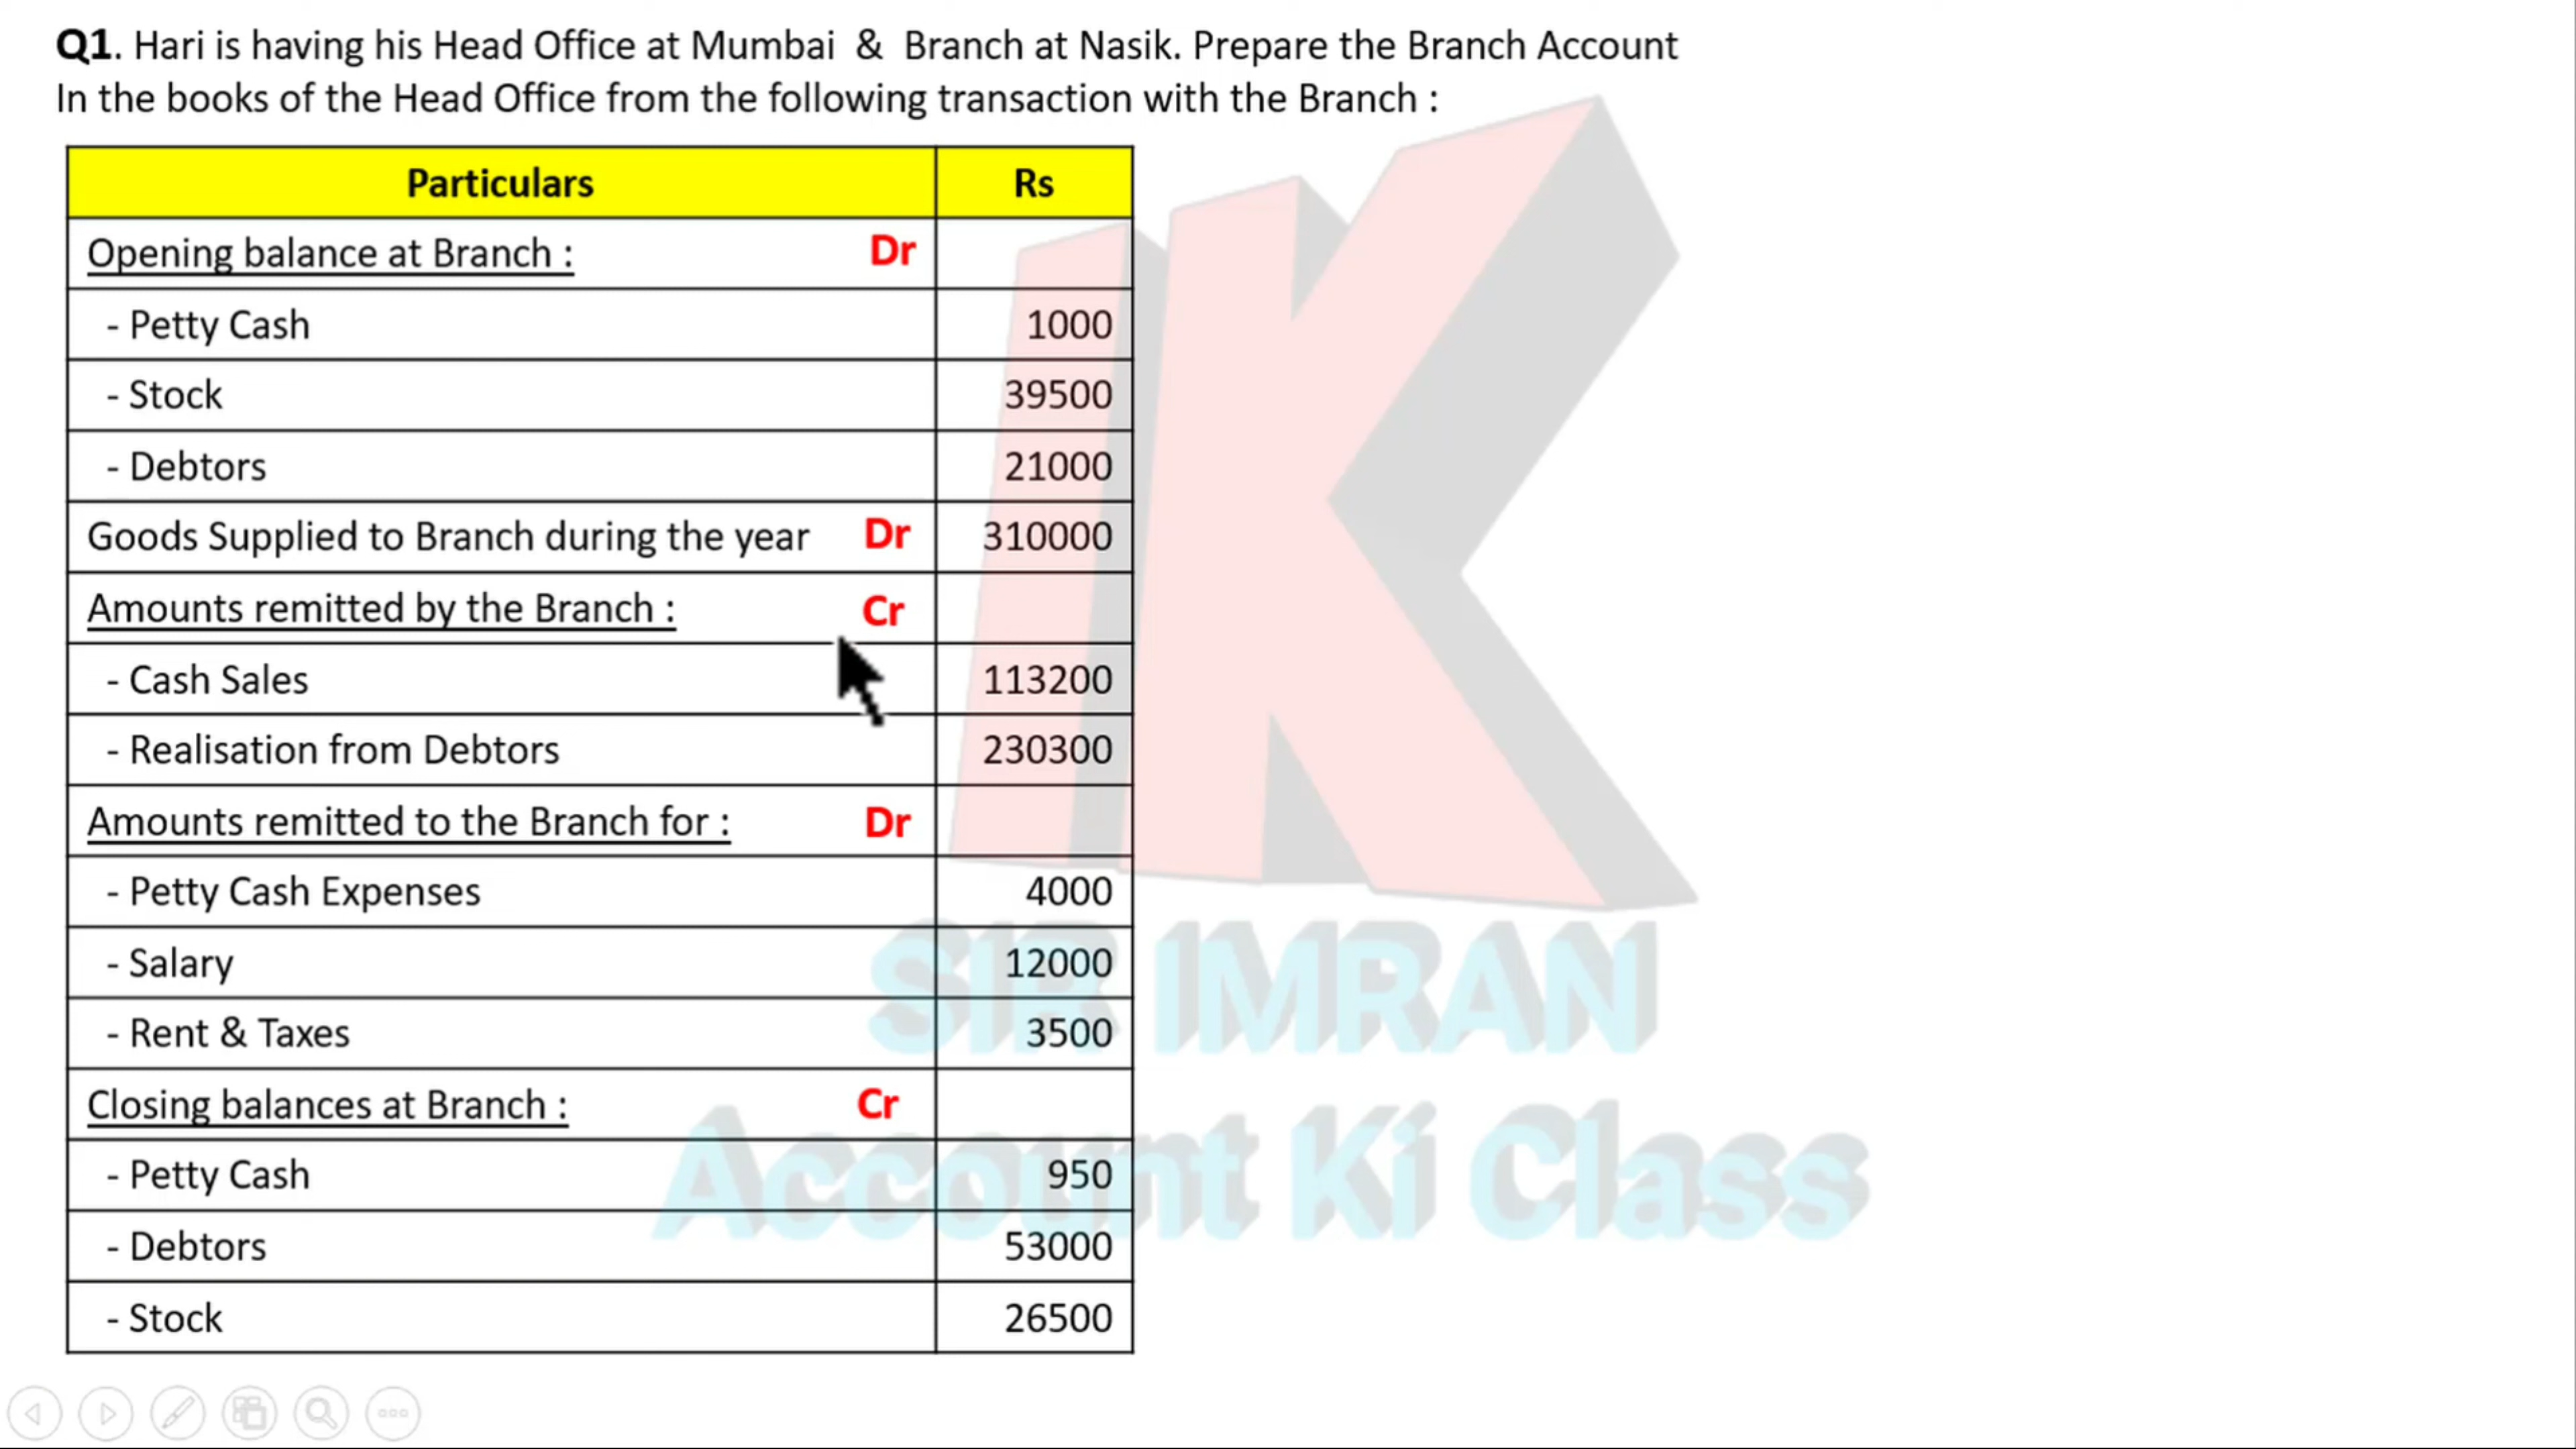 Q1. Hari is having his Head Office at Mumbai & Branch at Nasik. Prepare the Branch Account
In the books of the Head Office from the following transaction with the Branch :
Particulars Rs
Opening balance at Branch : Dr
- Petty Cash 1000
- Stock 39500
- Debtors 21000
Goods Supplied to Branch during the year Dr 310000
Amounts remitted by the Branch : Cr
- Cash Sales 113200
- Realisation from Debtors 230300
Amounts remitted to the Branch for : Dr
- Petty Cash Expenses 4000
- Salary 12000
- Rent & Taxes 3500
Closing balances at Branch : Cr
- Petty Cash 950
- Debtors 53000
- Stock 26500
IK
SIR IMRAN
Account Ki Class